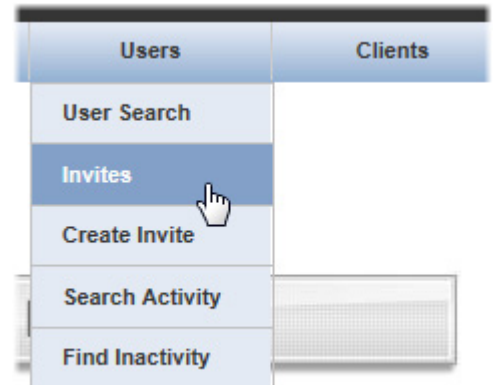 Users Clients
User Search
Invites
Create Invite
Search Activity
Find Inactivity